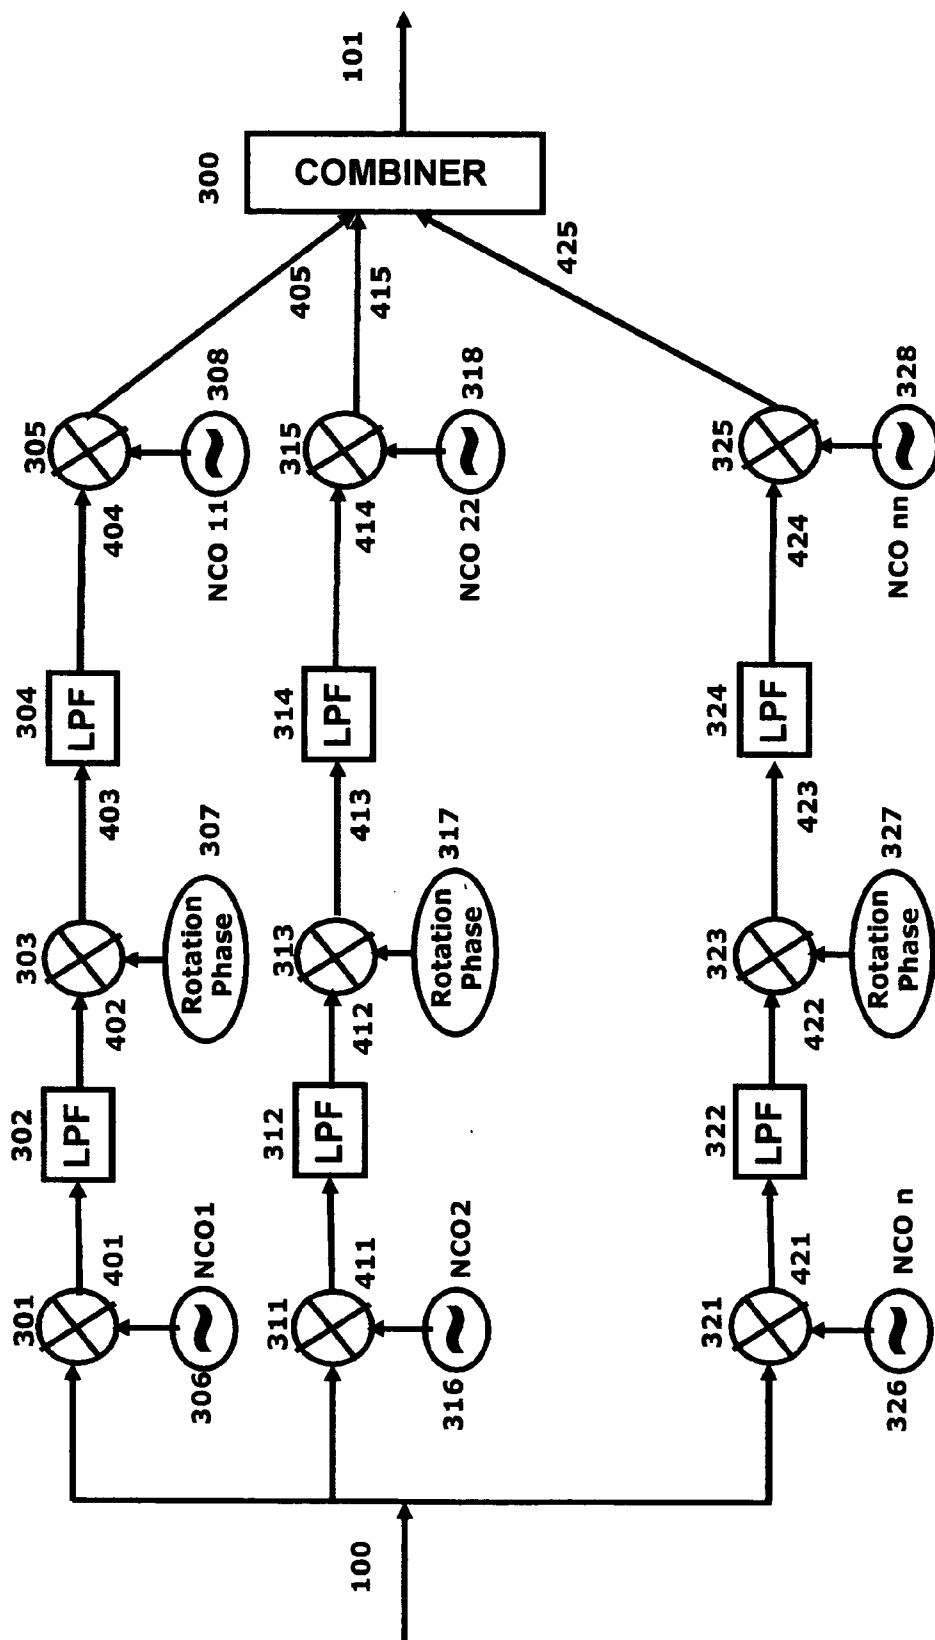 301
401
302
402
303
403
304
404
305
405
306
NCO1
Rotation
Phase
307
LPF
LPF
NCO 11
308
300
COMBINER
101
100
311
411
312
412
313
413
314
414
315
415
316
NCO2
LPF
Rotation
Phase
317
LPF
NCO 22
318
425
321
421
322
422
323
423
324
424
325
326
NCO n
LPF
Rotation
Phase
327
LPF
NCO nn
328